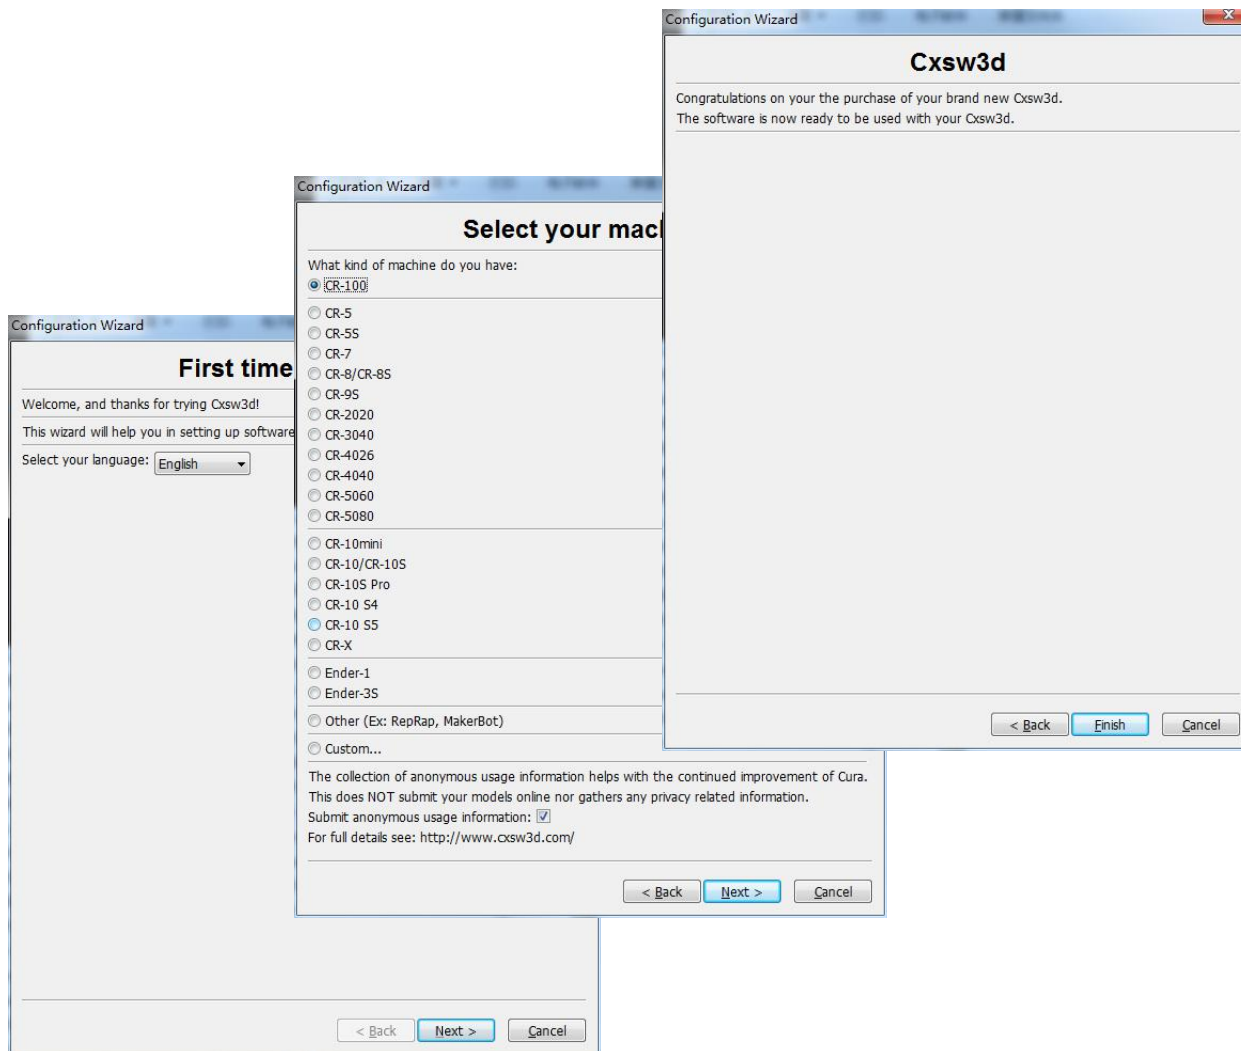 Configuration Wizard
First time
Welcome, and thanks for trying Cxsw3d!
This wizard will help you in setting up software
Select your language: English
< Back Next > Cancel
Configuration Wizard
Select your mac
What kind of machine do you have:
CR-100
CR-5
CR-5S
CR-7
CR-8/CR-8S
CR-9S
CR-2020
CR-3040
CR-4026
CR-4040
CR-5060
CR-5080
CR-10mini
CR-10/CR-10S
CR-10S Pro
CR-10 S4
CR-10 S5
CR-X
Ender-1
Ender-3S
Other (Ex: RepRap, MakerBot)
Custom...
The collection of anonymous usage information helps with the continued improvement of Cura.
This does NOT submit your models online nor gathers any privacy related information.
Submit anonymous usage information:
For full details see: http://www.cxsw3d.com/
< Back Next > Cancel
Configuration Wizard
Cxsw3d
Congratulations on your the purchase of your brand new Cxsw3d.
The software is now ready to be used with your Cxsw3d.
< Back Finish Cancel